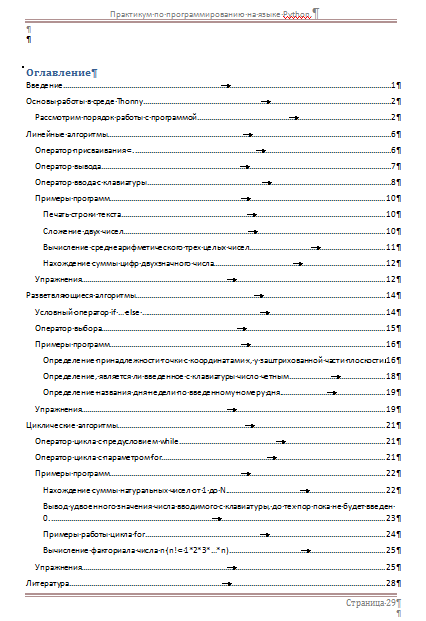 Практикум по программированию на языке Python
Оглавление
Введение 1
Основы работы в среде Thonny 2
Рассмотрим порядок работы с программой 2
Линейные алгоритмы 6
Оператор присваивания = 6
Оператор вывода 7
Оператор ввода с клавиатуры 8
Примеры программ 10
Печать строки текста 10
Сложение двух чисел 10
Вычисление средне арифметического трех целых чисел 11
Нахождение суммы цифр двухзначного числа 12
Упражнения 12
Разветвляющиеся алгоритмы 14
Условный оператор if … else 14
Оператор выбора 15
Примеры программ 16
Определение принадлежности точки с координатами x, y заштрихованной части плоскости 16
Определение, является ли введенное с клавиатуры число четным 18
Определение названия дня недели по введенному номеру дня 19
Упражнения 19
Циклические алгоритмы 21
Оператор цикла с предусловием while 21
Оператор цикла с параметром for 21
Примеры программ 22
Нахождение суммы натуральных чисел от 1 до N 22
Вывод удвоенного значения числа вводимого с клавиатуры, до тех пор пока не будет введен
0. 23
Примеры работы цикла for 24
Вычисление факториала числа n (n!=1*2*3*…*n) 25
Упражнения 25
Литература 28
Страница 29